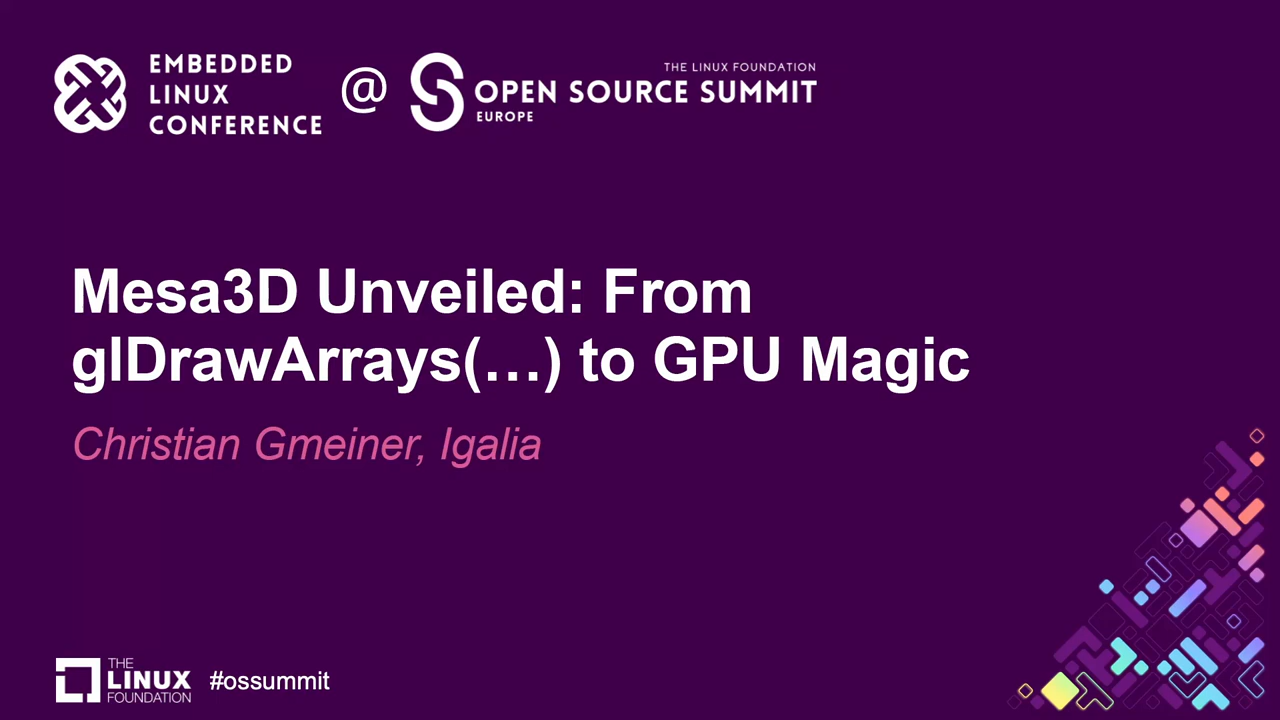 EMBEDDED
LINUX
CONFERENCE
@
THE LINUX FOUNDATION
OPEN SOURCE SUMMIT
EUROPE
Mesa3D Unveiled: From
glDrawArrays(…) to GPU Magic
Christian Gmeiner, Igalia
THE
LINUX
FOUNDATION
#ossummit